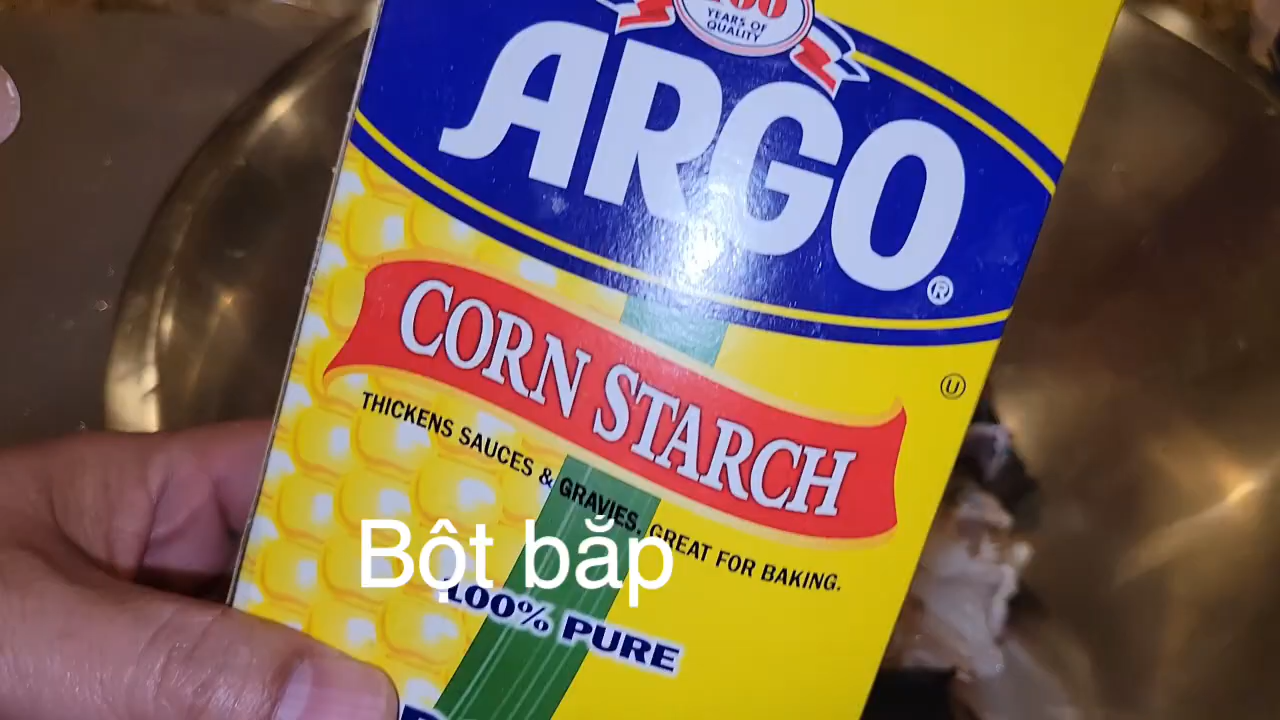 YEARS OF
QUALITY
ARGO®
CORN STARCH
U
THICKENS SAUCES & GRAVIES. GREAT FOR BAKING.
Bột bắp
100% PURE